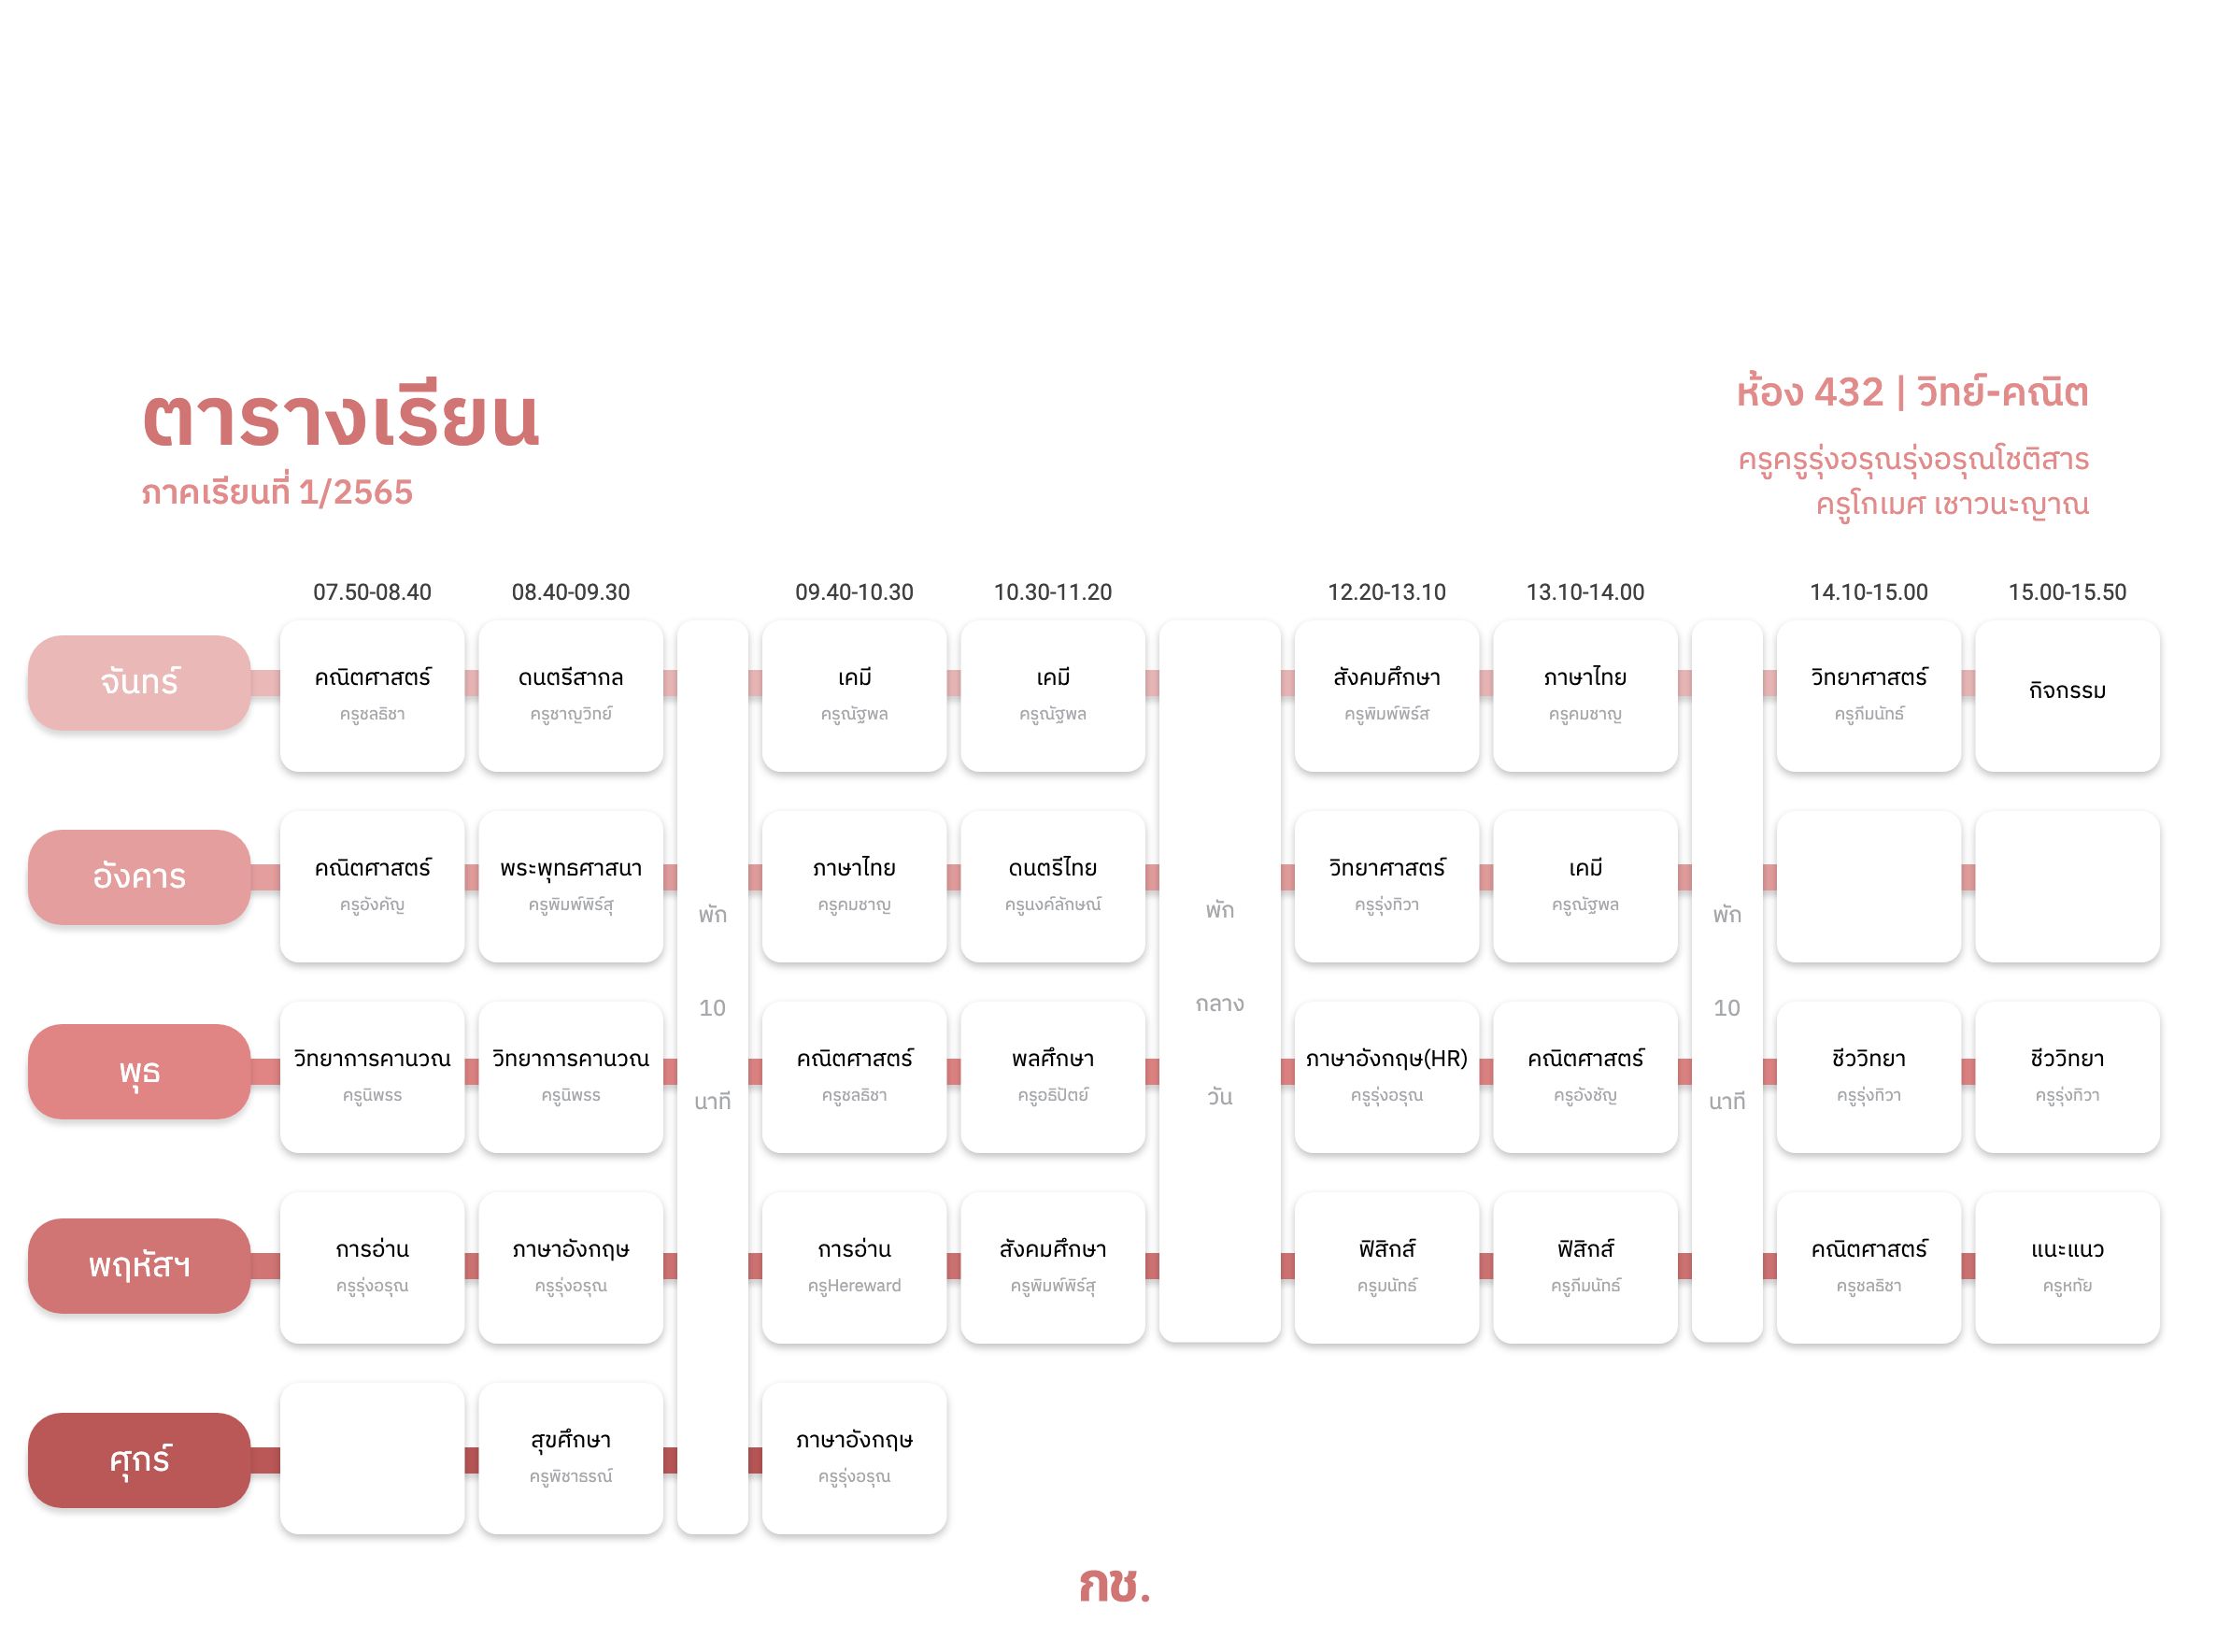 ตารางเรียน
ภาคเรียนที่ 1/2565
ห้อง 432 | วิทย์-คณิต
ครูครูรุ่งอรุณรุ่งอรุณโชติสาร
ครูโกเมศ เชาวนะญาณ
07.50-08.40 08.40-09.30 09.40-10.30 10.30-11.20 12.20-13.10 13.10-14.00 14.10-15.00 15.00-15.50
จันทร์
คณิตศาสตร์ ดนตรีสากล เคมี เคมี สังคมศึกษา ภาษาไทย วิทยาศาสตร์ กิจกรรม
ครูชลธิชา ครูชาญวิทย์ ครูณัฐพล ครูณัฐพล ครูพิมพ์พิร์ส ครูคมชาญ ครูภีมนัทธ์
อังคาร
คณิตศาสตร์ พระพุทธศาสนา ภาษาไทย ดนตรีไทย วิทยาศาสตร์ เคมี
ครูอังคัญ ครูพิมพ์พิร์สุ ครูคมชาญ ครูนงค์ลักษณ์ ครูรุ่งทิวา ครูณัฐพล
พัก
10
นาที
พัก
กลาง
วัน
พัก
10
นาที
พุธ
วิทยาการคานวณ วิทยาการคานวณ คณิตศาสตร์ พลศึกษา ภาษาอังกฤษ(HR) คณิตศาสตร์ ชีววิทยา ชีววิทยา
ครูนิพรร ครูนิพรร ครูชลธิชา ครูอธิปัตย์ ครูรุ่งอรุณ ครูอังชัญ ครูรุ่งทิวา ครูรุ่งทิวา
พฤหัสฯ
การอ่าน ภาษาอังกฤษ การอ่าน สังคมศึกษา ฟิสิกส์ ฟิสิกส์ คณิตศาสตร์ แนะแนว
ครูรุ่งอรุณ ครูรุ่งอรุณ ครูHereward ครูพิมพ์พิร์สุ ครูมนัทธ์ ครูภีมนัทธ์ ครูชลธิชา ครูหทัย
ศุกร์
สุขศึกษา ภาษาอังกฤษ
ครูพิชาธรณ์ ครูรุ่งอรุณ
กช.